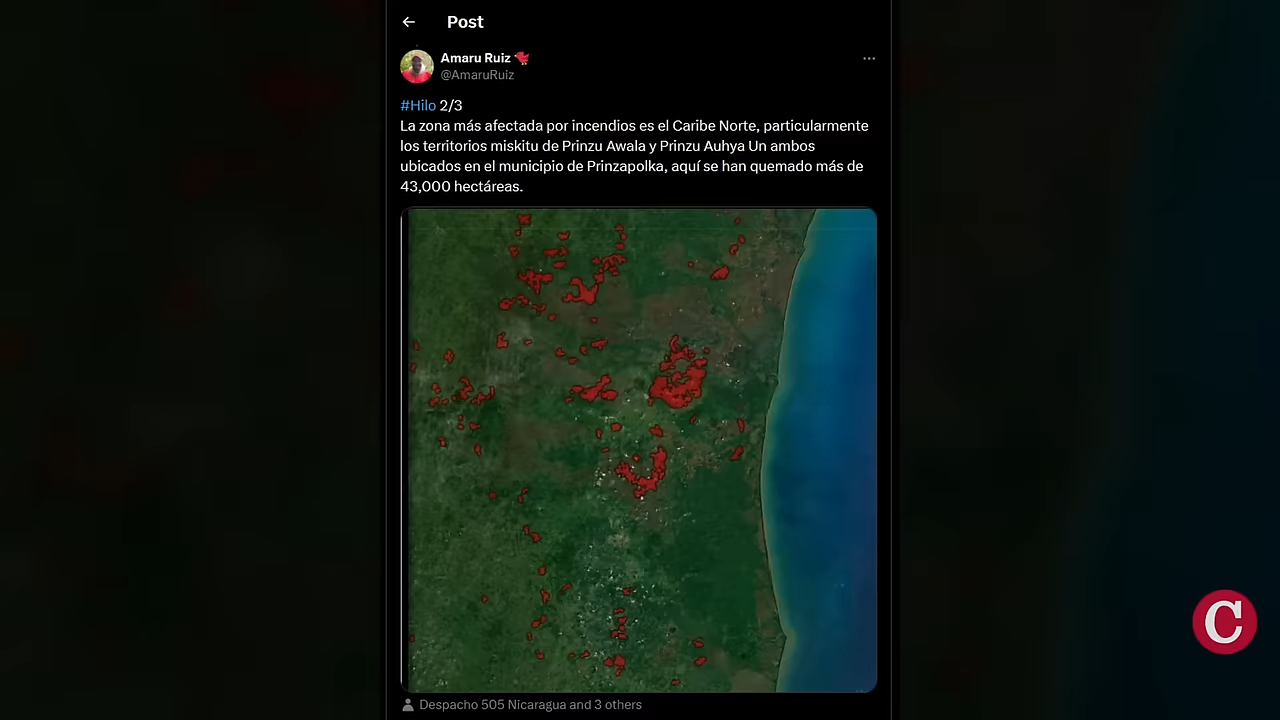 Post
Amaru Ruiz
@AmaruRuiz
#Hilo 2/3
La zona más afectada por incendios es el Caribe Norte, particularmente
los territorios miskitu de Prinzu Awala y Prinzu Auhya Un ambos
ubicados en el municipio de Prinzapolka, aquí se han quemado más de
43,000 hectáreas.
Despacho 505 Nicaragua and 3 others
C